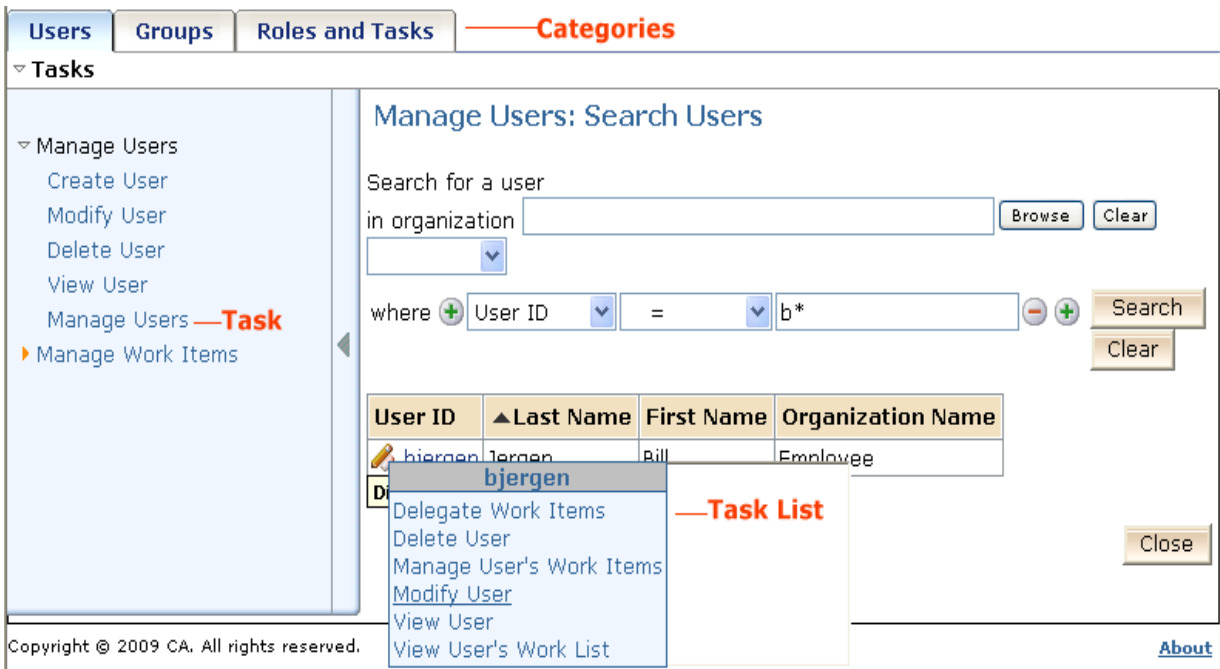 Users Groups Roles and Tasks Categories
Tasks
Manage Users
Create User
Modify User
Delete User
View User
Manage Users Task
Manage Work Items
Manage Users: Search Users
Search for a user
in organization Browse Clear
where User ID = b* Search
Clear
User ID Last Name First Name Organization Name
bjergen Jergen Bill Employee
bjergen
Delegate Work Items
Delete User
Manage User's Work Items
Modify User
View User
View User's Work List
Task List
Close
Copyright © 2009 CA. All rights reserved.
About